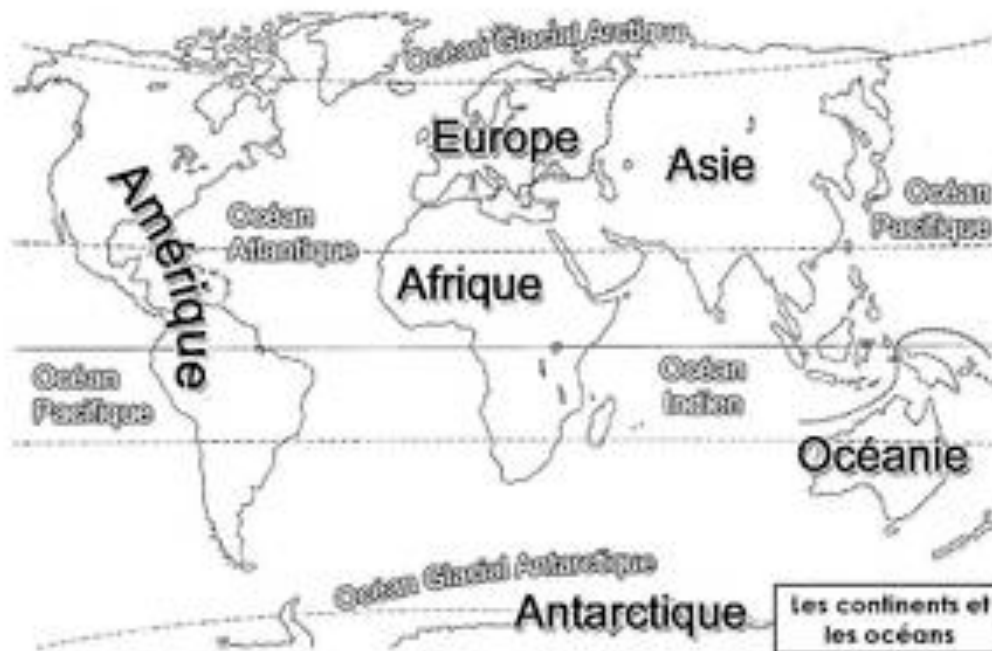 Océan Glacial Arctique
Europe
Asie
Amérique
Océan
Atlantique
Océan
Pacifique
Afrique
Océan
Pacifique
Océan
Indien
Océanie
Océan Glacial Antarctique
Antarctique
Les continents et
les océans